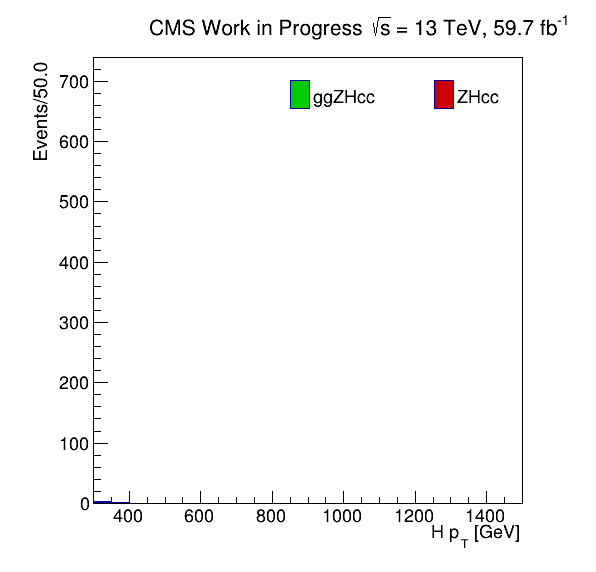 CMS Work in Progress √s = 13 TeV, 59.7 fb⁻¹
Events/50.0
700
600
500
400
300
200
100
0
ggZHcc
ZHcc
400 600 800 1000 1200 1400
H p_T [GeV]